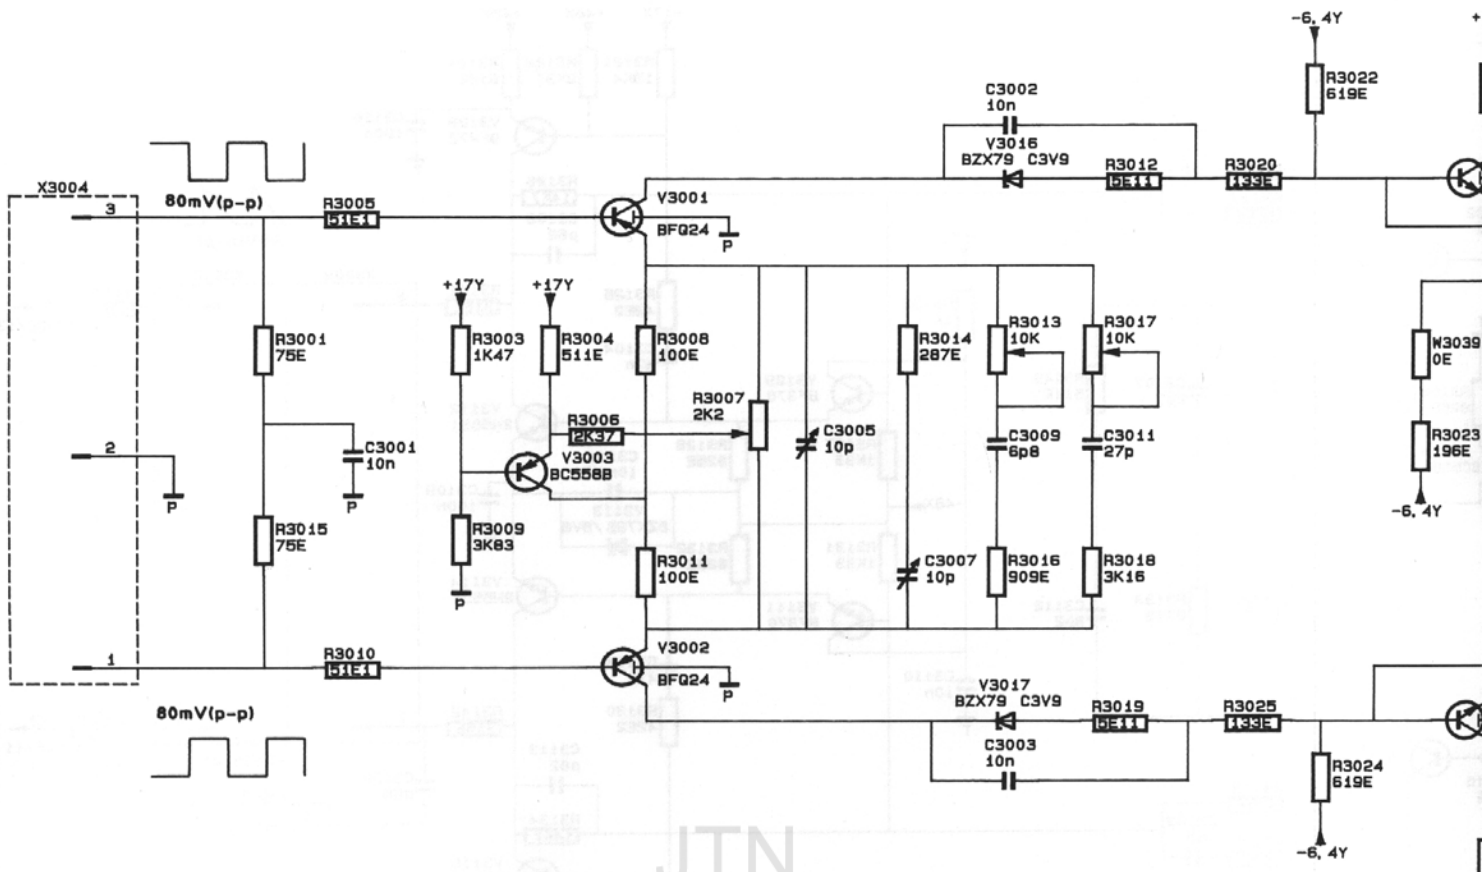 -6, 4Y
+
R3022
619E
C3002
10n
V3016
BZX79 C3V9
R3012
5E11
R3020
133E
X3004
80mV(p-p)
3
R3005
51E1
V3001
BFQ24
P
+17Y
+17Y
R3001
75E
R3003
1K47
R3004
511E
R3008
100E
R3014
287E
R3013
10K
R3017
10K
W3039
0E
R3007
2K2
R3006
2K37
C3005
10p
C3009
6p8
C3011
27p
R3023
196E
2
C3001
10n
V3003
BC558B
P
P
-6, 4Y
R3015
75E
R3009
3K83
R3011
100E
C3007
10p
R3016
909E
R3018
3K16
P
1
R3010
51E1
V3002
BFQ24
P
80mV(p-p)
V3017
BZX79 C3V9
R3019
5E11
R3025
133E
C3003
10n
R3024
619E
-6, 4Y